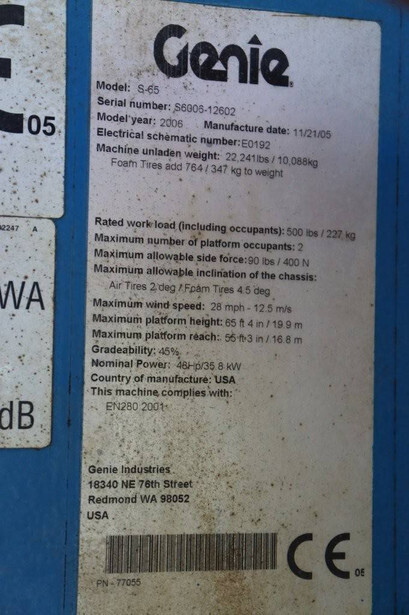 Genie
Model: S-65
Serial number: S6006-12602
Model year: 2006 Manufacture date: 11/21/05
Electrical schematic number: E0192
Machine unladen weight: 22,241lbs / 10,088kg
Foam Tires add 764 / 347 kg to weight
Rated work load (including occupants): 500 lbs / 227 kg
Maximum number of platform occupants: 2
Maximum allowable side force: 90 lbs / 400 N
Maximum allowable inclination of the chassis:
Air Tires 2 deg / Foam Tires 4.5 deg
Maximum wind speed: 28 mph - 12.5 m/s
Maximum platform height: 65 ft 4 in / 19.9 m
Maximum platform reach: 55 ft 3 in / 16.8 m
Gradeability: 45%
Nominal Power: 48Hp/35.8 kW
Country of manufacture: USA
This machine complies with:
EN280 2001
Genie Industries
18340 NE 76th Street
Redmond WA 98052
USA
CE 05
PN - 77055
05
82247 A
WA
dB